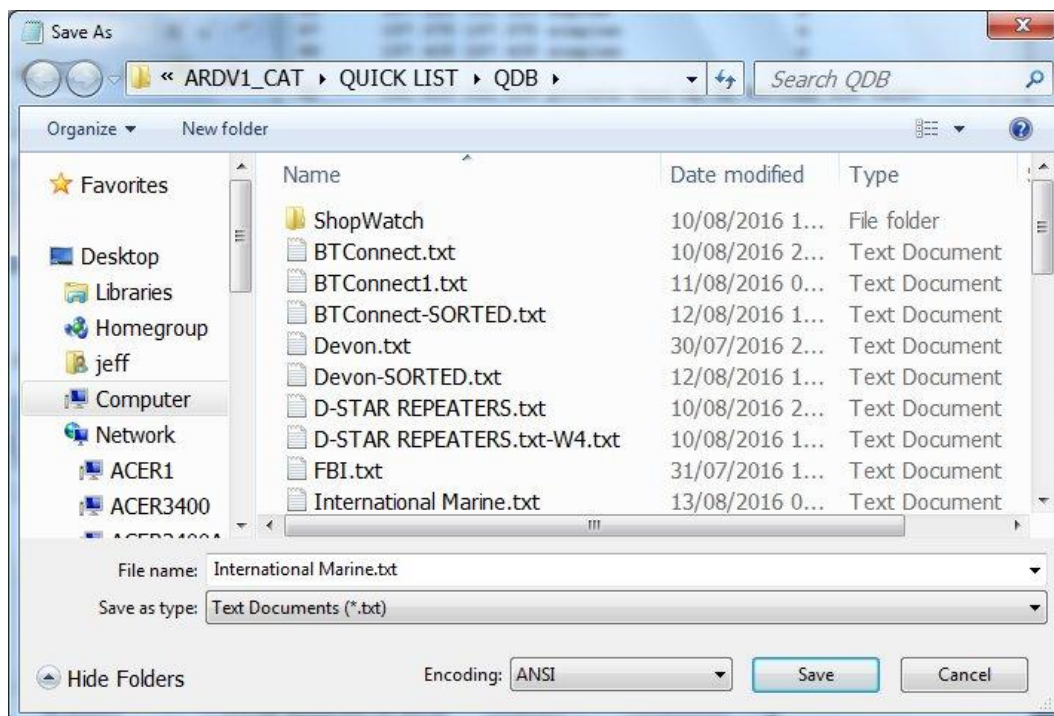 Save As
« ARDV1_CAT ▸ QUICK LIST ▸ QDB ▸ Search QDB
Organize ▾ New folder
Favorites
Desktop
Libraries
Homegroup
jeff
Computer
Network
ACER1
ACER3400
Name Date modified Type
ShopWatch 10/08/2016 1... File folder
BTConnect.txt 10/08/2016 2... Text Document
BTConnect1.txt 11/08/2016 0... Text Document
BTConnect-SORTED.txt 12/08/2016 1... Text Document
Devon.txt 30/07/2016 2... Text Document
Devon-SORTED.txt 12/08/2016 1... Text Document
D-STAR REPEATERS.txt 10/08/2016 2... Text Document
D-STAR REPEATERS.txt-W4.txt 10/08/2016 1... Text Document
FBI.txt 31/07/2016 1... Text Document
International Marine.txt 13/08/2016 0... Text Document
File name: International Marine.txt
Save as type: Text Documents (*.txt)
Hide Folders Encoding: ANSI Save Cancel